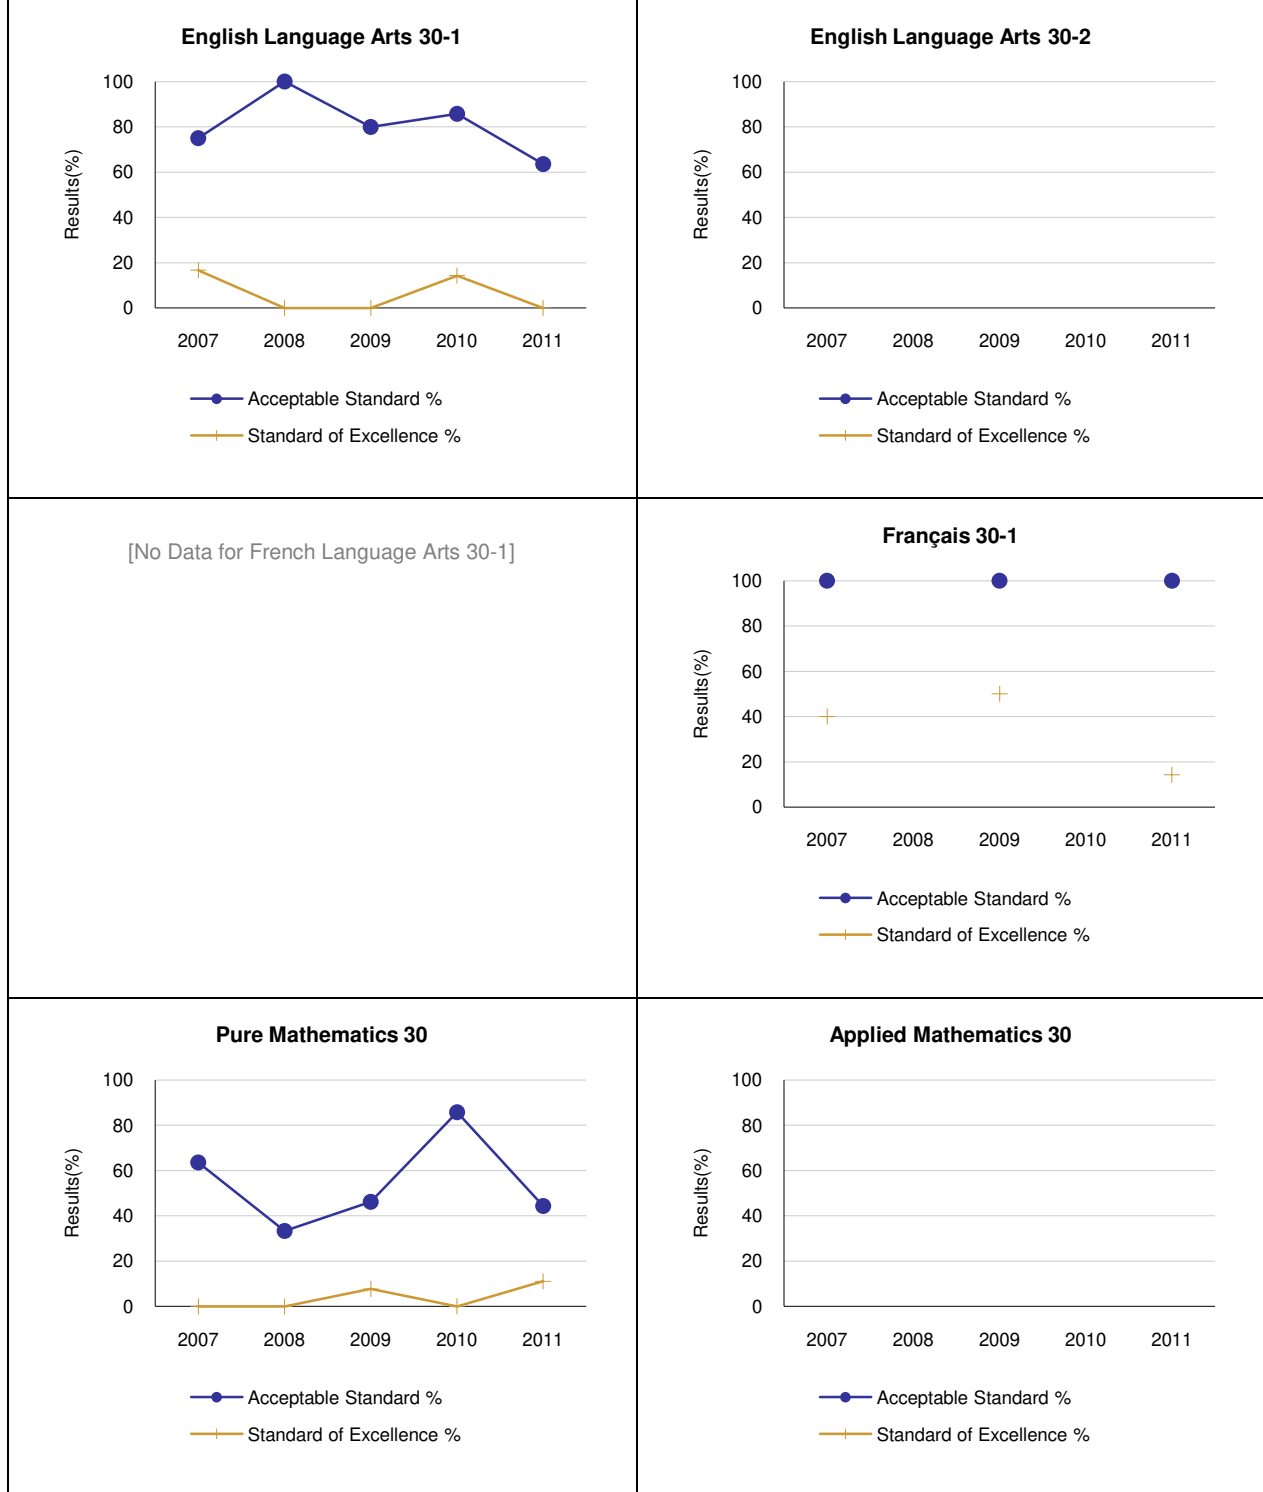 English Language Arts 30-1
100
80
60
40
20
0
Results(%)
2007 2008 2009 2010 2011
Acceptable Standard %
Standard of Excellence %
English Language Arts 30-2
100
80
60
40
20
0
Results(%)
2007 2008 2009 2010 2011
Acceptable Standard %
Standard of Excellence %
[No Data for French Language Arts 30-1]
Français 30-1
100
80
60
40
20
0
Results(%)
2007 2008 2009 2010 2011
Acceptable Standard %
Standard of Excellence %
Pure Mathematics 30
100
80
60
40
20
0
Results(%)
2007 2008 2009 2010 2011
Acceptable Standard %
Standard of Excellence %
Applied Mathematics 30
100
80
60
40
20
0
Results(%)
2007 2008 2009 2010 2011
Acceptable Standard %
Standard of Excellence %